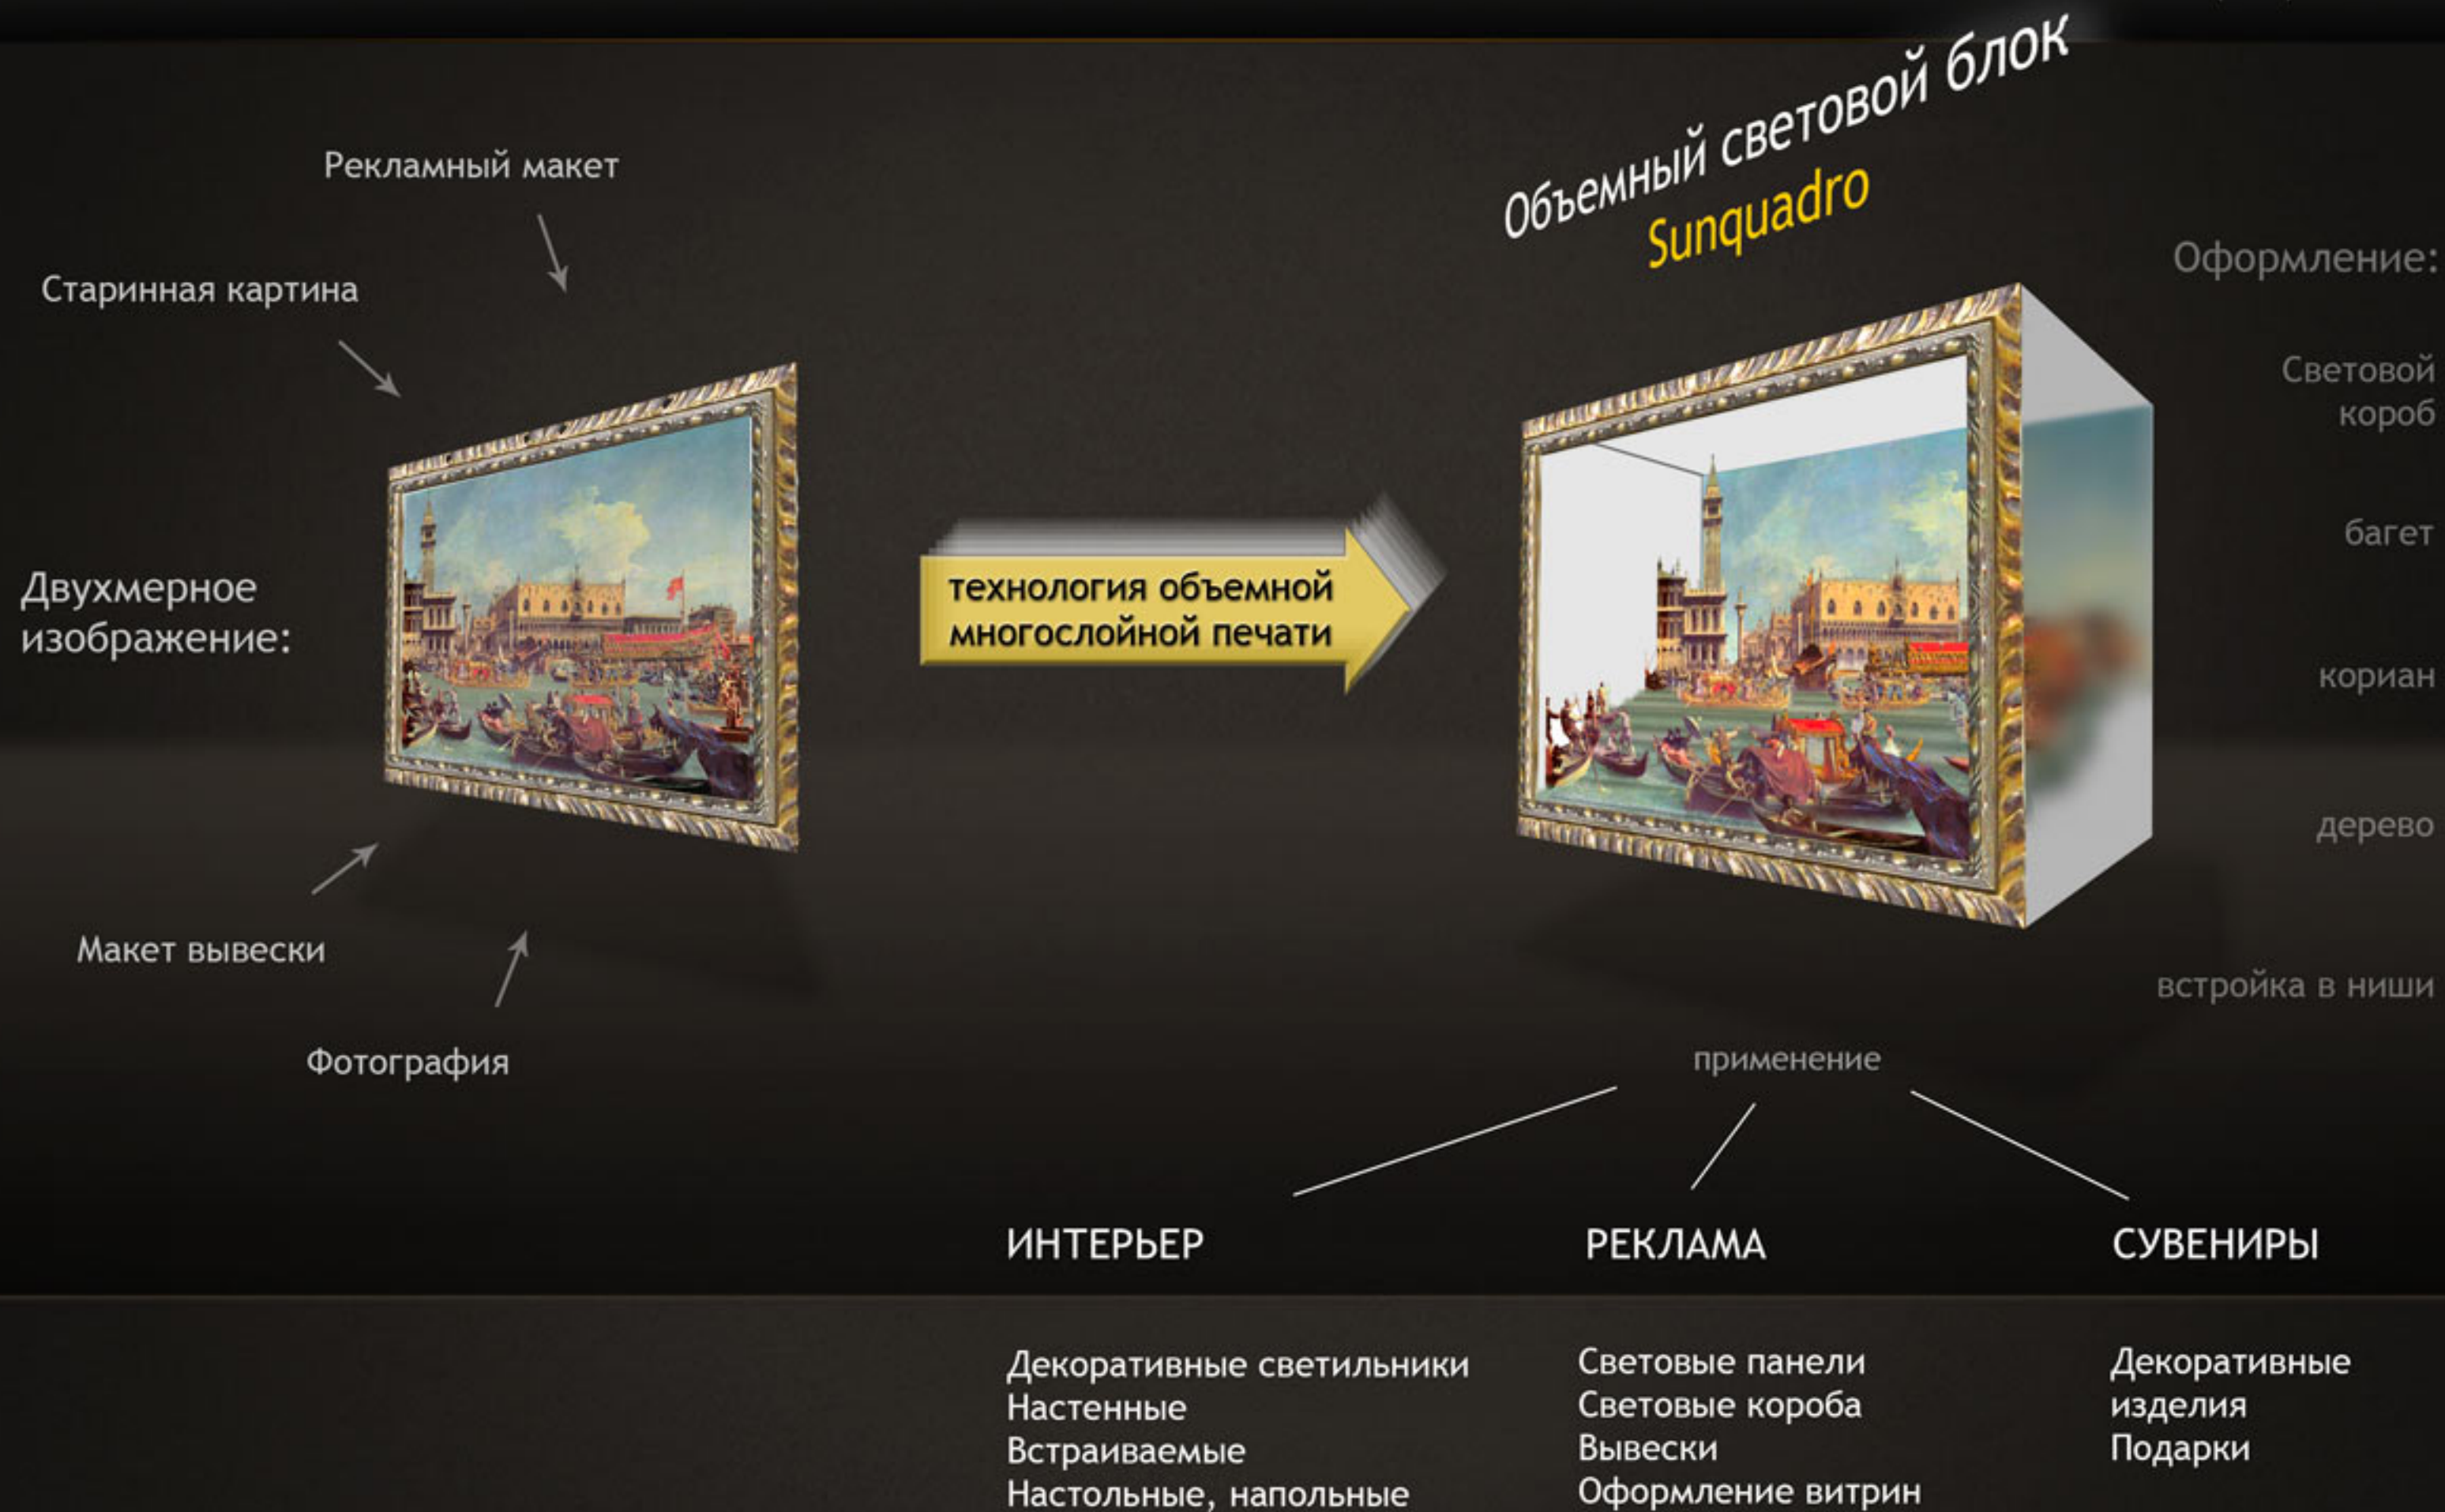 Объемный световой блок
Sunquadro
Рекламный макет
Старинная картина
Двухмерное
изображение:
Макет вывески
Фотография
технология объемной
многослойной печати
Оформление:
Световой
короб
багет
кориан
дерево
встройка в ниши
применение
ИНТЕРЬЕР
Декоративные светильники
Настенные
Встраиваемые
Настольные, напольные
РЕКЛАМА
Световые панели
Световые короба
Вывески
Оформление витрин
СУВЕНИРЫ
Декоративные
изделия
Подарки